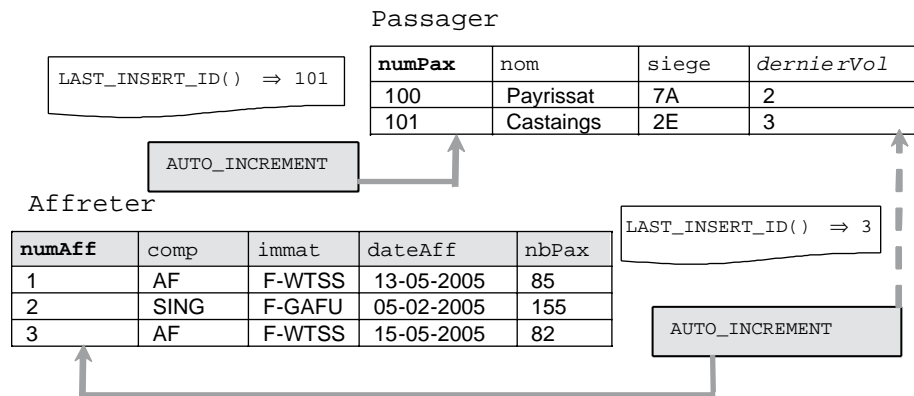 Passager
LAST_INSERT_ID() ⇒ 101
numPax nom siege dernierVol
100 Payrissat 7A 2
101 Castaings 2E 3
AUTO_INCREMENT
Affreter
LAST_INSERT_ID() ⇒ 3
numAff comp immat dateAff nbPax
1 AF F-WTSS 13-05-2005 85
2 SING F-GAFU 05-02-2005 155
3 AF F-WTSS 15-05-2005 82
AUTO_INCREMENT